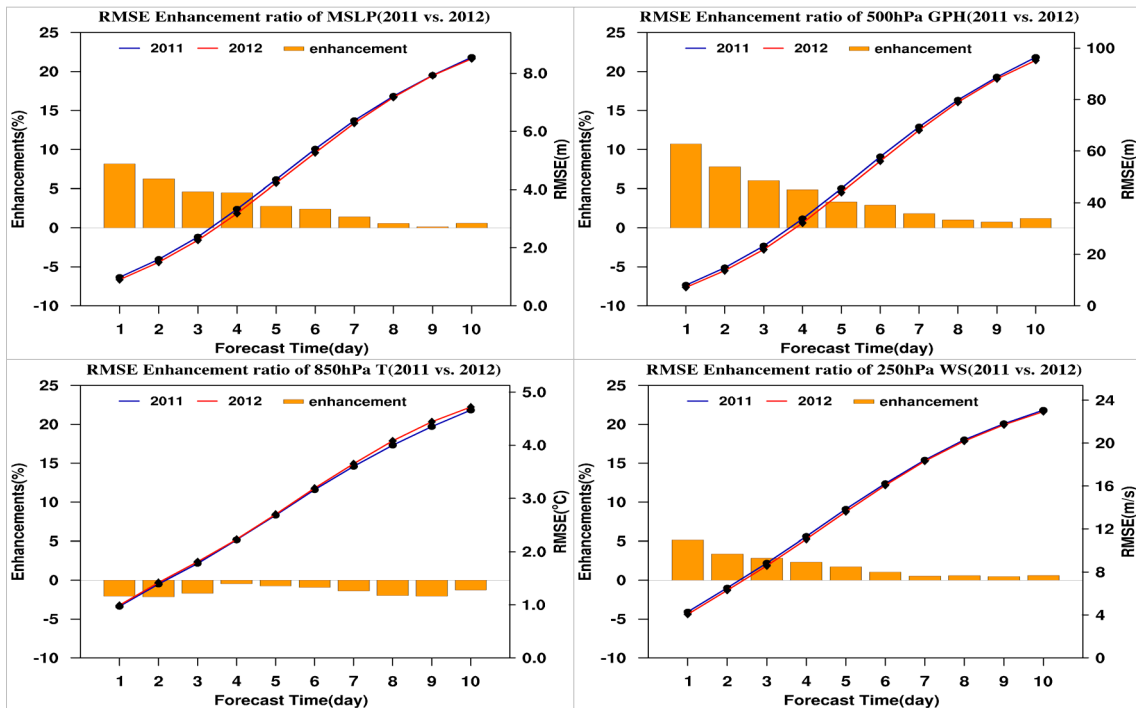 RMSE Enhancement ratio of MSLP(2011 vs. 2012)
2011 2012 enhancement
Enhancements(%)
25
20
15
10
5
0
-5
-10
RMSE(m)
8.0
6.0
4.0
2.0
0.0
1 2 3 4 5 6 7 8 9 10
Forecast Time(day)
RMSE Enhancement ratio of 500hPa GPH(2011 vs. 2012)
2011 2012 enhancement
Enhancements(%)
25
20
15
10
5
0
-5
-10
RMSE(m)
100
80
60
40
20
0
1 2 3 4 5 6 7 8 9 10
Forecast Time(day)
RMSE Enhancement ratio of 850hPa T(2011 vs. 2012)
2011 2012 enhancement
Enhancements(%)
25
20
15
10
5
0
-5
-10
RMSE(°C)
5.0
4.0
3.0
2.0
1.0
0.0
1 2 3 4 5 6 7 8 9 10
Forecast Time(day)
RMSE Enhancement ratio of 250hPa WS(2011 vs. 2012)
2011 2012 enhancement
Enhancements(%)
25
20
15
10
5
0
-5
-10
RMSE(m/s)
24
20
16
12
8
4
0
1 2 3 4 5 6 7 8 9 10
Forecast Time(day)